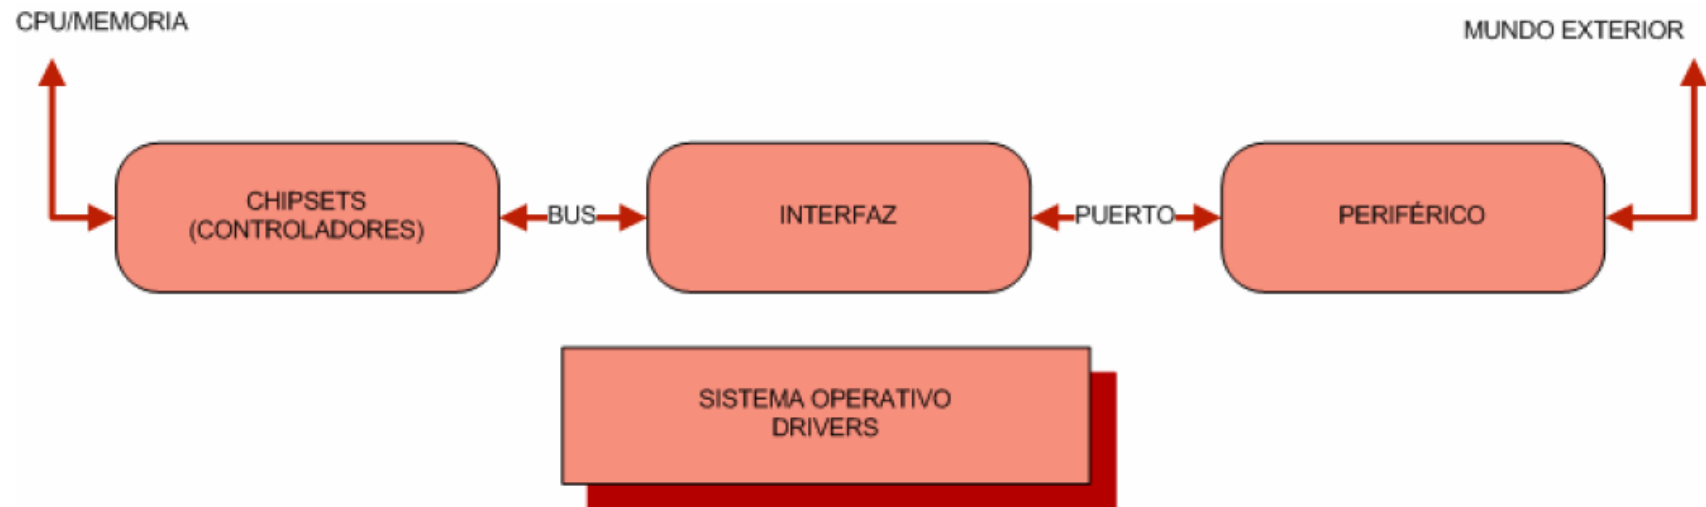 CPU/MEMORIA
MUNDO EXTERIOR
CHIPSETS
(CONTROLADORES)
BUS
INTERFAZ
PUERTO
PERIFÉRICO
SISTEMA OPERATIVO
DRIVERS